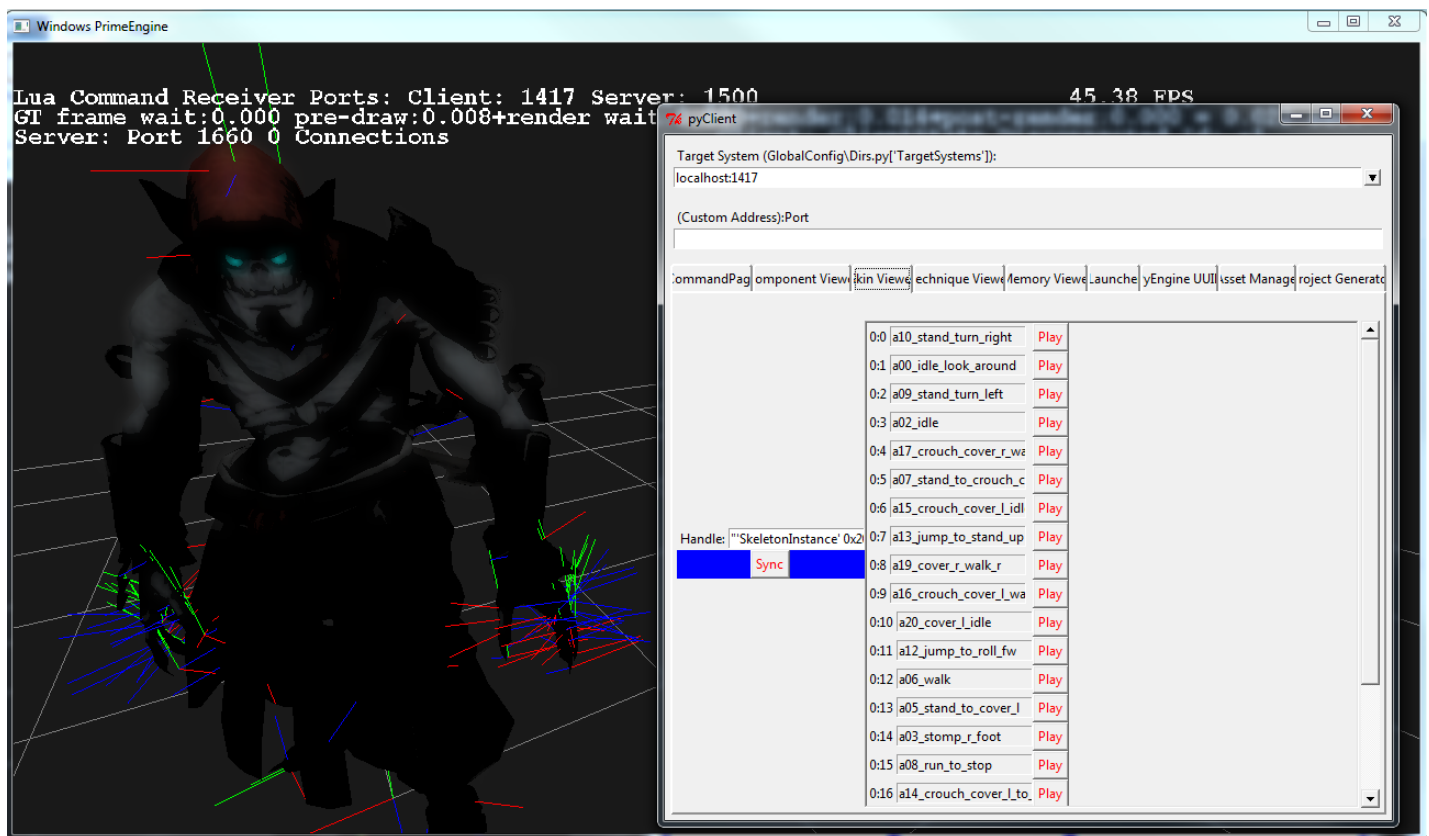 Windows PrimeEngine
Lua Command Receiver Ports: Client: 1417 Server: 1500
45.38 FPS
GT frame wait:0.000 pre-draw:0.008+render wait
Server: Port 1660 0 Connections
pyClient
Target System (GlobalConfig\Dirs.py['TargetSystems']):
localhost:1417
(Custom Address):Port
ommandPag omponent Viewe kin Viewe echnique Viewe Memory Viewe Launche yEngine UUI sset Manage roject Generato
0:0 a10_stand_turn_right Play
0:1 a00_idle_look_around Play
0:2 a09_stand_turn_left Play
0:3 a02_idle Play
0:4 a17_crouch_cover_r_wa Play
0:5 a07_stand_to_crouch_c Play
0:6 a15_crouch_cover_l_idl Play
Handle: "'SkeletonInstance' 0x20
0:7 a13_jump_to_stand_up Play
Sync
0:8 a19_cover_r_walk_r Play
0:9 a16_crouch_cover_l_wa Play
0:10 a20_cover_l_idle Play
0:11 a12_jump_to_roll_fw Play
0:12 a06_walk Play
0:13 a05_stand_to_cover_l Play
0:14 a03_stomp_r_foot Play
0:15 a08_run_to_stop Play
0:16 a14_crouch_cover_l_to_ Play